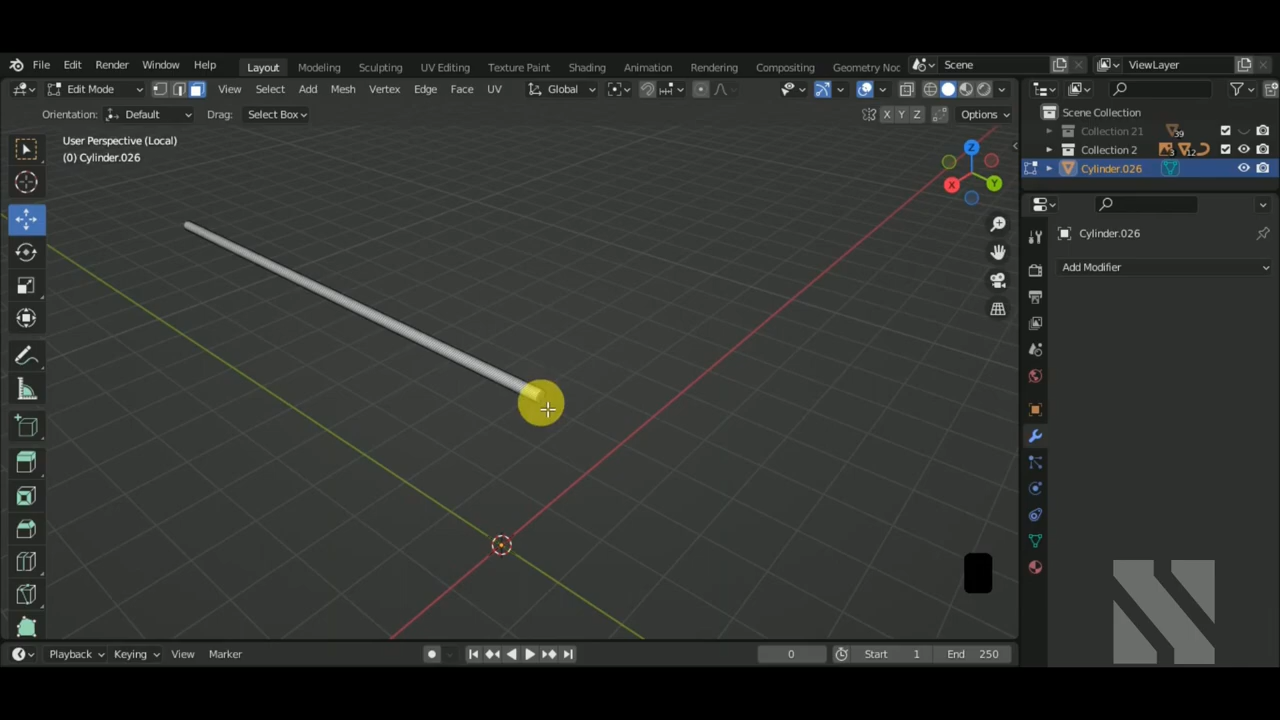 File Edit Render Window Help Layout Modeling Sculpting UV Editing Texture Paint Shading Animation Rendering Compositing Geometry Noc Scene ViewLayer
Edit Mode View Select Add Mesh Vertex Edge Face UV Global
Orientation: Default Drag: Select Box X Y Z Options
User Perspective (Local)
(0) Cylinder.026
Z
X
Y
Scene Collection
Collection 21 39
Collection 2 3 12
Cylinder.026
Cylinder.026
Add Modifier
Playback Keying View Marker 0 Start 1 End 250